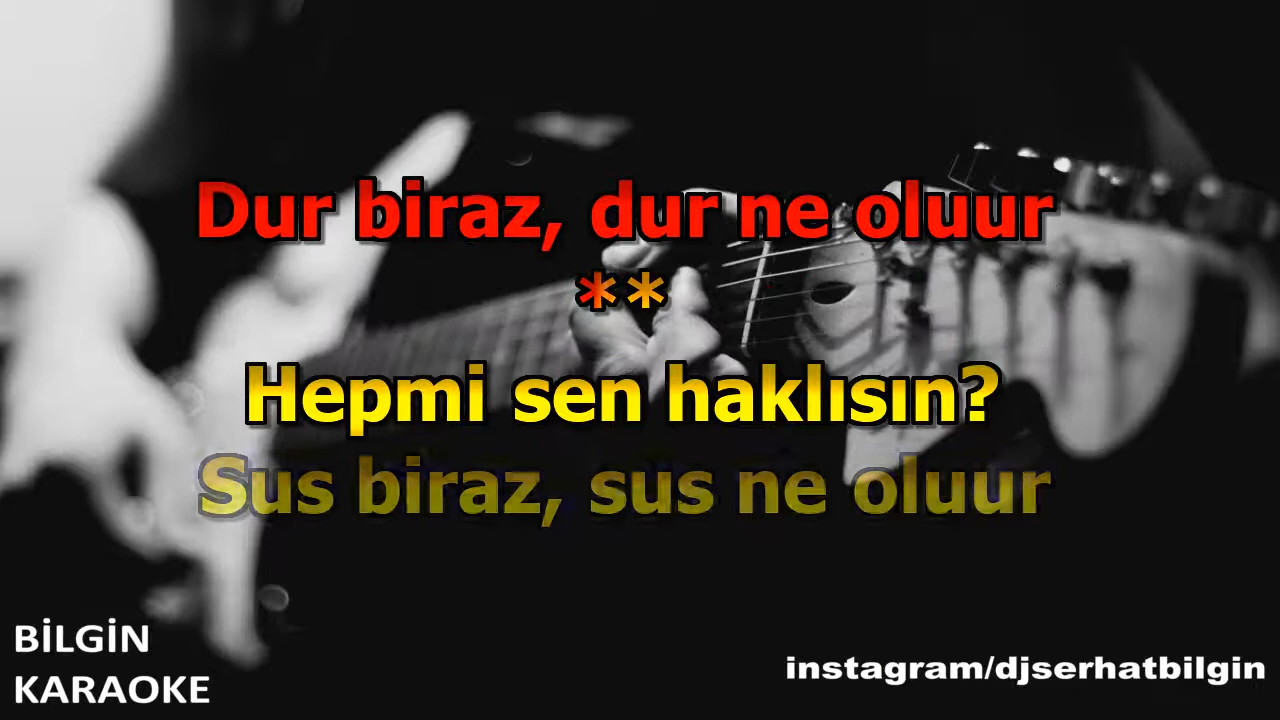 Dur biraz, dur ne oluur
**
Hepmi sen haklısın?
Sus biraz, sus ne oluur
BİLGİN
KARAOKE
instagram/djserhatbilgin